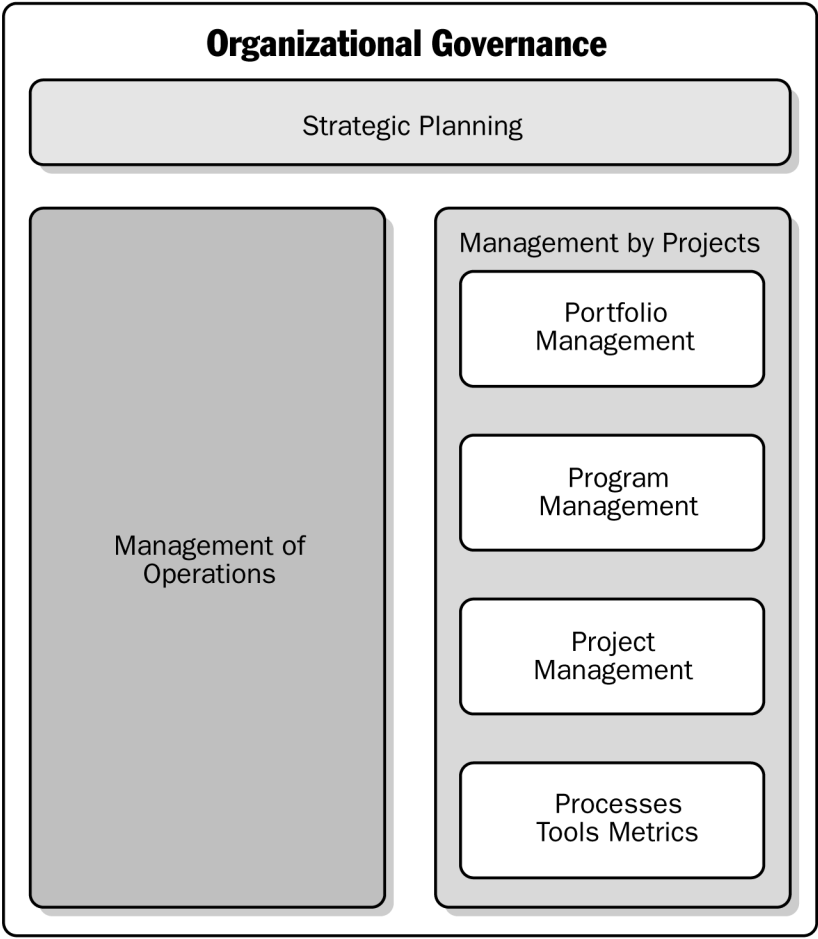 Organizational Governance
Strategic Planning
Management of
Operations
Management by Projects
Portfolio
Management
Program
Management
Project
Management
Processes
Tools Metrics